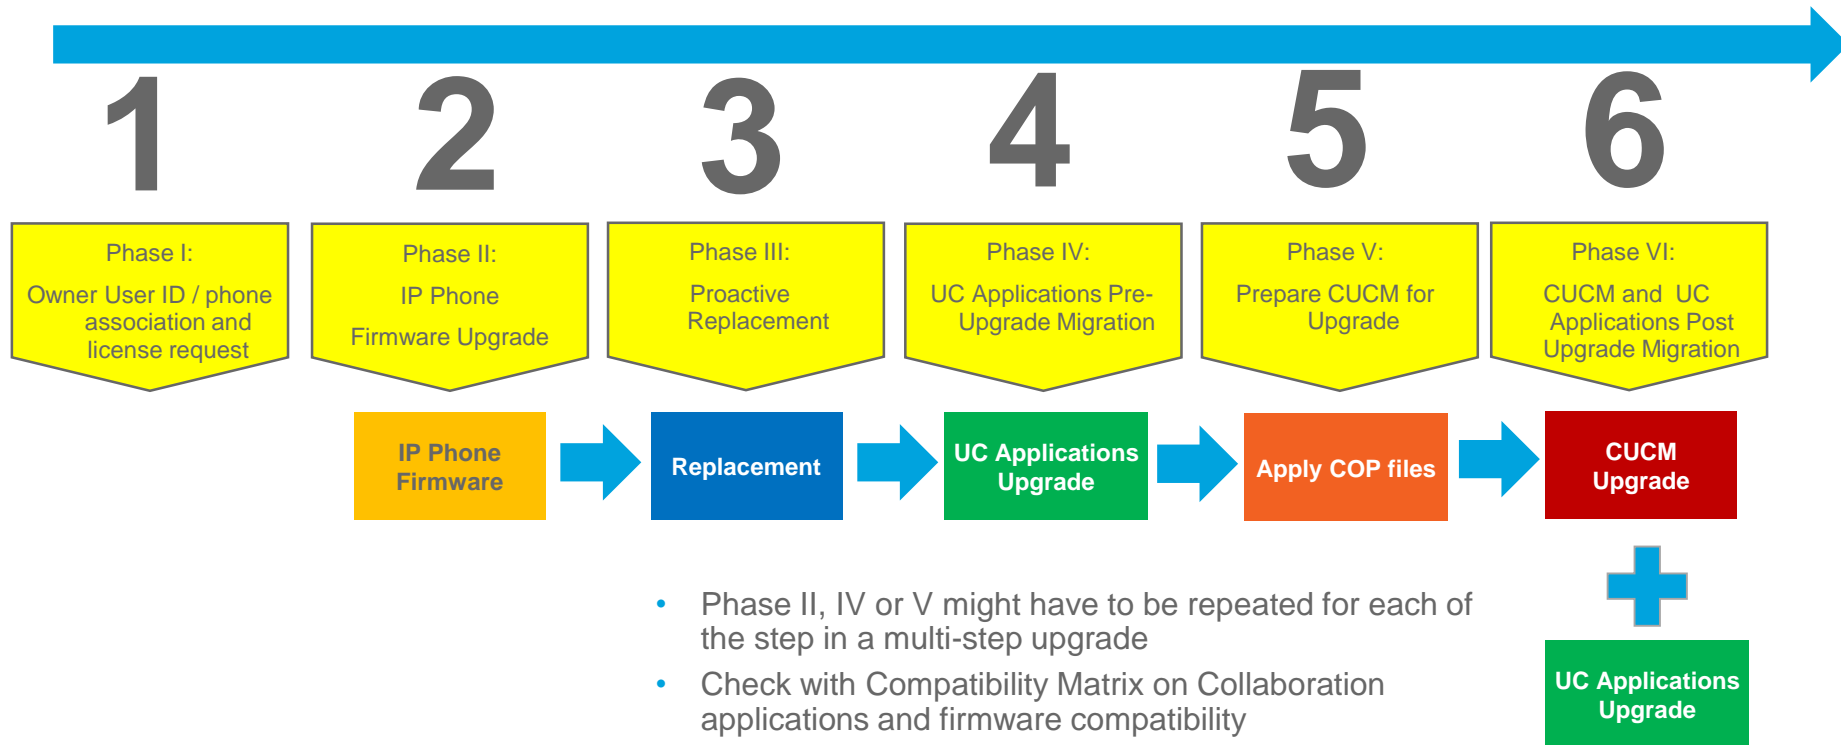 1
2
3
4
5
6
Phase I:
Owner User ID / phone
association and
license request
Phase II:
IP Phone
Firmware Upgrade
Phase III:
Proactive
Replacement
Phase IV:
UC Applications Pre-
Upgrade Migration
Phase V:
Prepare CUCM for
Upgrade
Phase VI:
CUCM and UC
Applications Post
Upgrade Migration
IP Phone
Firmware
Replacement
UC Applications
Upgrade
Apply COP files
CUCM
Upgrade
• Phase II, IV or V might have to be repeated for each of
the step in a multi-step upgrade
• Check with Compatibility Matrix on Collaboration
applications and firmware compatibility
UC Applications
Upgrade